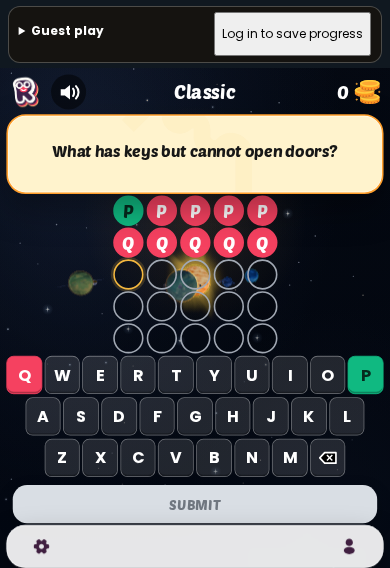 ▶ Guest play
Log in to save progress
R
Classic
0
What has keys but cannot open doors?
P P P P P
Q Q Q Q Q
Q W E R T Y U I O P
A S D F G H J K L
Z X C V B N M
SUBMIT